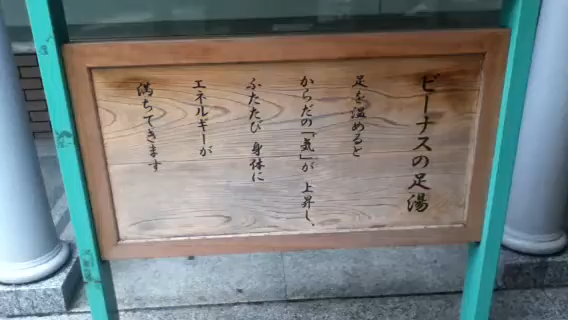 ビーナスの足湯
足を温めると
からだの「気」が 上昇し、
ふたたび 身体に
エネルギーが
満ちてきます